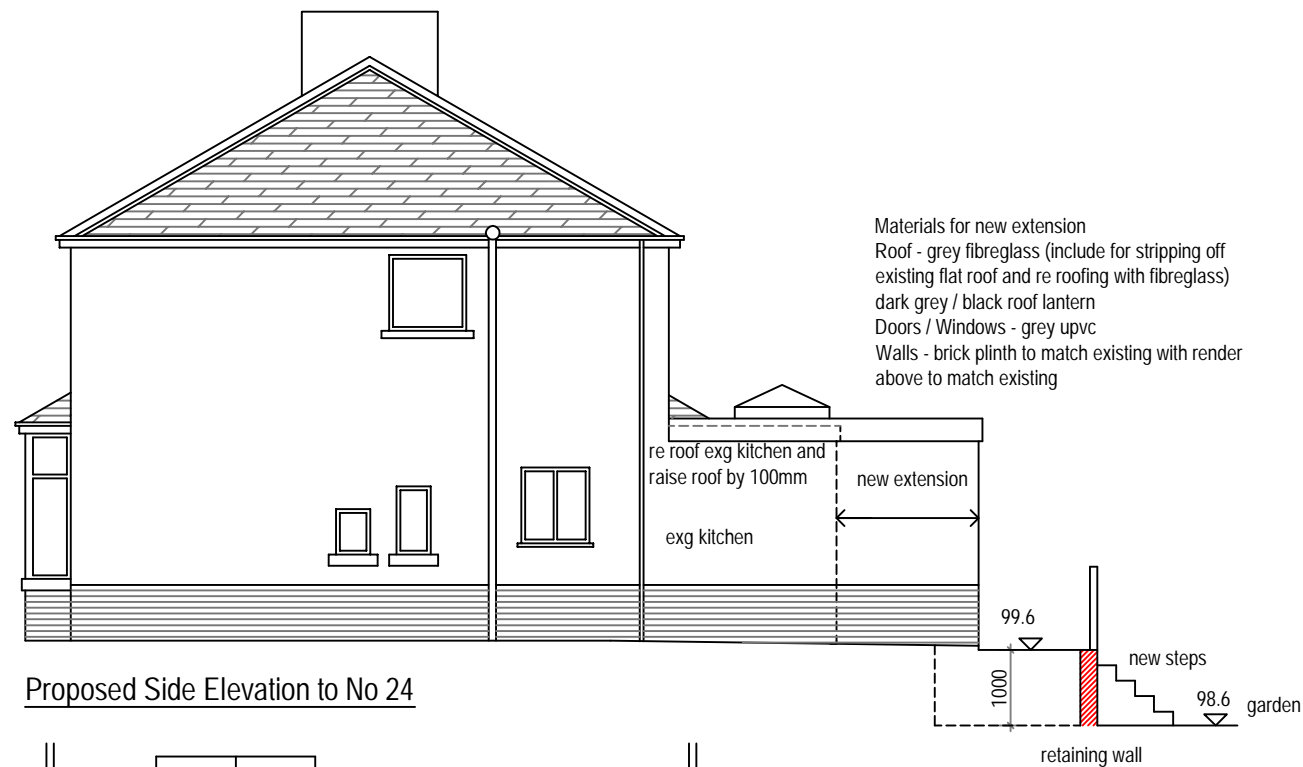 Materials for new extension
Roof - grey fibreglass (include for stripping off
existing flat roof and re roofing with fibreglass)
dark grey / black roof lantern
Doors / Windows - grey upvc
Walls - brick plinth to match existing with render
above to match existing
re roof exg kitchen and
raise roof by 100mm
new extension
exg kitchen
99.6
new steps
1000
98.6
garden
retaining wall
Proposed Side Elevation to No 24